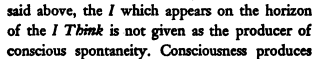 said above, the I which appears on the horizon
of the I Think is not given as the producer of
conscious spontaneity. Consciousness produces